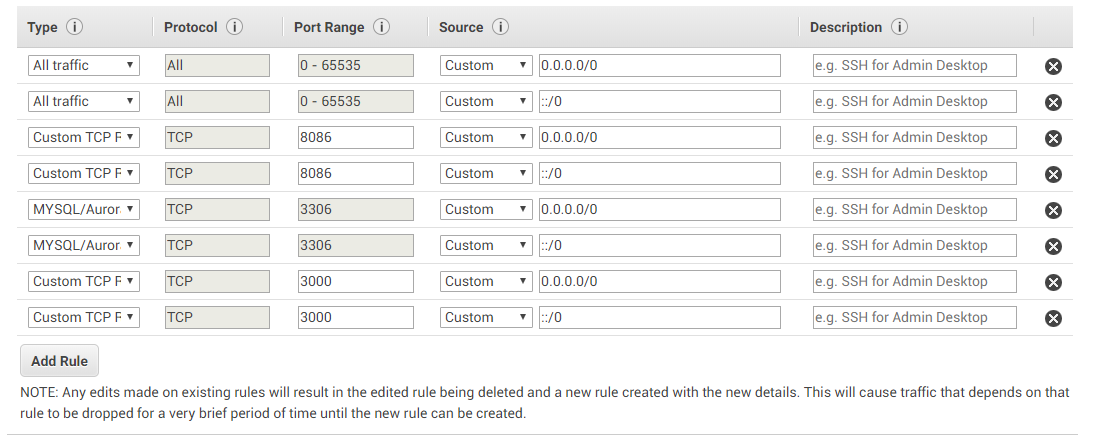 Type i Protocol i Port Range i Source i Description i
All traffic All 0 - 65535 Custom 0.0.0.0/0 e.g. SSH for Admin Desktop
All traffic All 0 - 65535 Custom ::/0 e.g. SSH for Admin Desktop
Custom TCP R TCP 8086 Custom 0.0.0.0/0 e.g. SSH for Admin Desktop
Custom TCP R TCP 8086 Custom ::/0 e.g. SSH for Admin Desktop
MYSQL/Auror TCP 3306 Custom 0.0.0.0/0 e.g. SSH for Admin Desktop
MYSQL/Auror TCP 3306 Custom ::/0 e.g. SSH for Admin Desktop
Custom TCP R TCP 3000 Custom 0.0.0.0/0 e.g. SSH for Admin Desktop
Custom TCP R TCP 3000 Custom ::/0 e.g. SSH for Admin Desktop
Add Rule
NOTE: Any edits made on existing rules will result in the edited rule being deleted and a new rule created with the new details. This will cause traffic that depends on that
rule to be dropped for a very brief period of time until the new rule can be created.